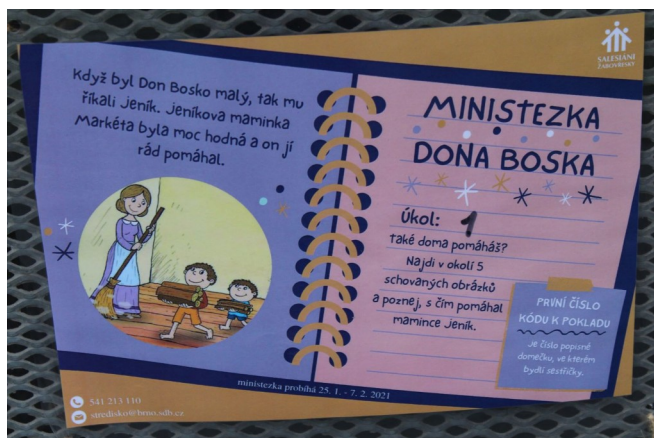 Když byl Don Bosko malý, tak mu
říkali Jeník. Jeníkova maminka
Markéta byla moc hodná a on jí
rád pomáhal.
SALESIÁNI
ŽABOVŘESKY
MINISTEZKA
DONA BOSKA
Úkol: 1
také doma pomáháš?
Najdi v okolí 5
schovaných obrázků
a poznej, s čím pomáhal
mamince Jeník.
PRVNÍ ČÍSLO
KÓDU K POKLADU
Je číslo popisné
domečku, ve kterém
bydlí sestřičky.
ministezka probíhá 25. 1. - 7. 2. 2021
541 213 110
stredisko@brno.sdb.cz